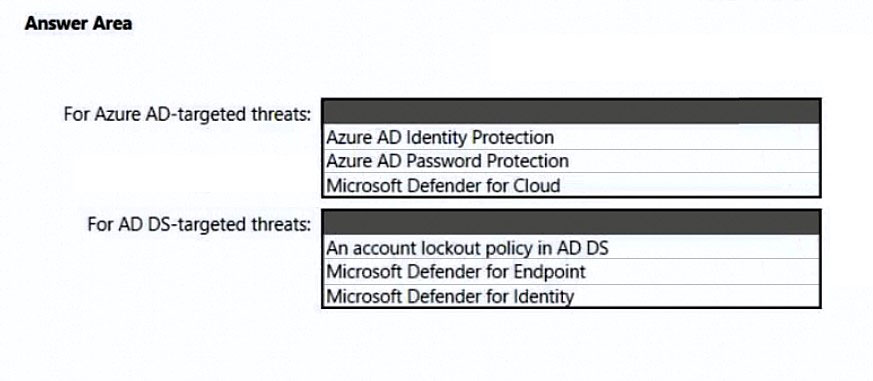 Answer Area
For Azure AD-targeted threats:
Azure AD Identity Protection
Azure AD Password Protection
Microsoft Defender for Cloud
For AD DS-targeted threats:
An account lockout policy in AD DS
Microsoft Defender for Endpoint
Microsoft Defender for Identity